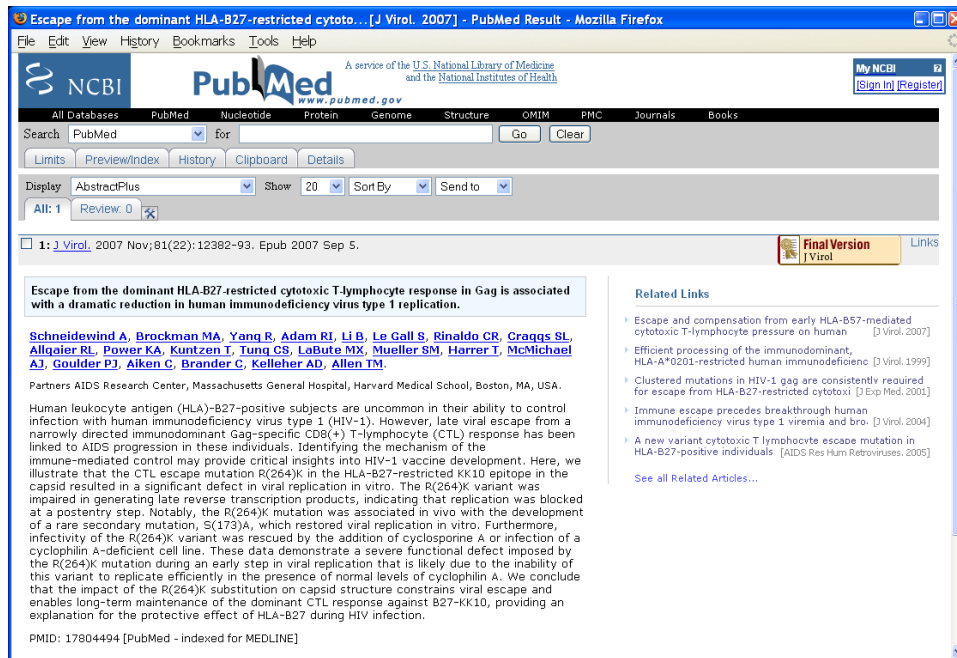 Escape from the dominant HLA-B27-restricted cytoto...[J Virol. 2007] - PubMed Result - Mozilla Firefox
File Edit View History Bookmarks Tools Help
NCBI
PubMed
www.pubmed.gov
A service of the U.S. National Library of Medicine
and the National Institutes of Health
My NCBI
[Sign In] [Register]
All Databases PubMed Nucleotide Protein Genome Structure OMIM PMC Journals Books
Search PubMed for Go Clear
Limits Preview/Index History Clipboard Details
Display AbstractPlus Show 20 Sort By Send to
All: 1 Review: 0
1: J Virol. 2007 Nov;81(22):12382-93. Epub 2007 Sep 5.
Final Version
J Virol
Links
Escape from the dominant HLA-B27-restricted cytotoxic T-lymphocyte response in Gag is associated
with a dramatic reduction in human immunodeficiency virus type 1 replication.
Schneidewind A, Brockman MA, Yang R, Adam RI, Li B, Le Gall S, Rinaldo CR, Craggs SL,
Allgaier RL, Power KA, Kuntzen T, Tung CS, LaBute MX, Mueller SM, Harrer T, McMichael
AJ, Goulder PJ, Aiken C, Brander C, Kelleher AD, Allen TM.
Partners AIDS Research Center, Massachusetts General Hospital, Harvard Medical School, Boston, MA, USA.
Human leukocyte antigen (HLA)-B27-positive subjects are uncommon in their ability to control
infection with human immunodeficiency virus type 1 (HIV-1). However, late viral escape from a
narrowly directed immunodominant Gag-specific CD8(+) T-lymphocyte (CTL) response has been
linked to AIDS progression in these individuals. Identifying the mechanism of the
immune-mediated control may provide critical insights into HIV-1 vaccine development. Here, we
illustrate that the CTL escape mutation R(264)K in the HLA-B27-restricted KK10 epitope in the
capsid resulted in a significant defect in viral replication in vitro. The R(264)K variant was
impaired in generating late reverse transcription products, indicating that replication was blocked
at a postentry step. Notably, the R(264)K mutation was associated in vivo with the development
of a rare secondary mutation, S(173)A, which restored viral replication in vitro. Furthermore,
infectivity of the R(264)K variant was rescued by the addition of cyclosporine A or infection of a
cyclophilin A-deficient cell line. These data demonstrate a severe functional defect imposed by
the R(264)K mutation during an early step in viral replication that is likely due to the inability of
this variant to replicate efficiently in the presence of normal levels of cyclophilin A. We conclude
that the impact of the R(264)K substitution on capsid structure constrains viral escape and
enables long-term maintenance of the dominant CTL response against B27-KK10, providing an
explanation for the protective effect of HLA-B27 during HIV infection.
PMID: 17804494 [PubMed - indexed for MEDLINE]
Related Links
Escape and compensation from early HLA-B57-mediated
cytotoxic T-lymphocyte pressure on human [J Virol. 2007]
Efficient processing of the immunodominant,
HLA-A*0201-restricted human immunodeficienc [J Virol. 1999]
Clustered mutations in HIV-1 gag are consistently required
for escape from HLA-B27-restricted cytotoxi [J Exp Med. 2001]
Immune escape precedes breakthrough human
immunodeficiency virus type 1 viremia and bro. [J Virol. 2004]
A new variant cytotoxic T lymphocyte escape mutation in
HLA-B27-positive individuals [AIDS Res Hum Retroviruses. 2005]
See all Related Articles...